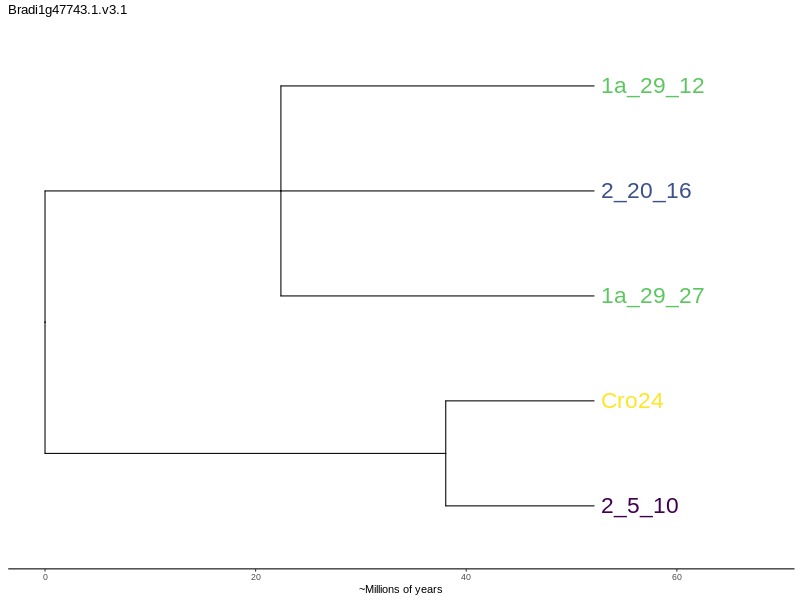 Bradi1g47743.1.v3.1
1a_29_12
2_20_16
1a_29_27
Cro24
2_5_10
0 20 40 60
~Millions of years